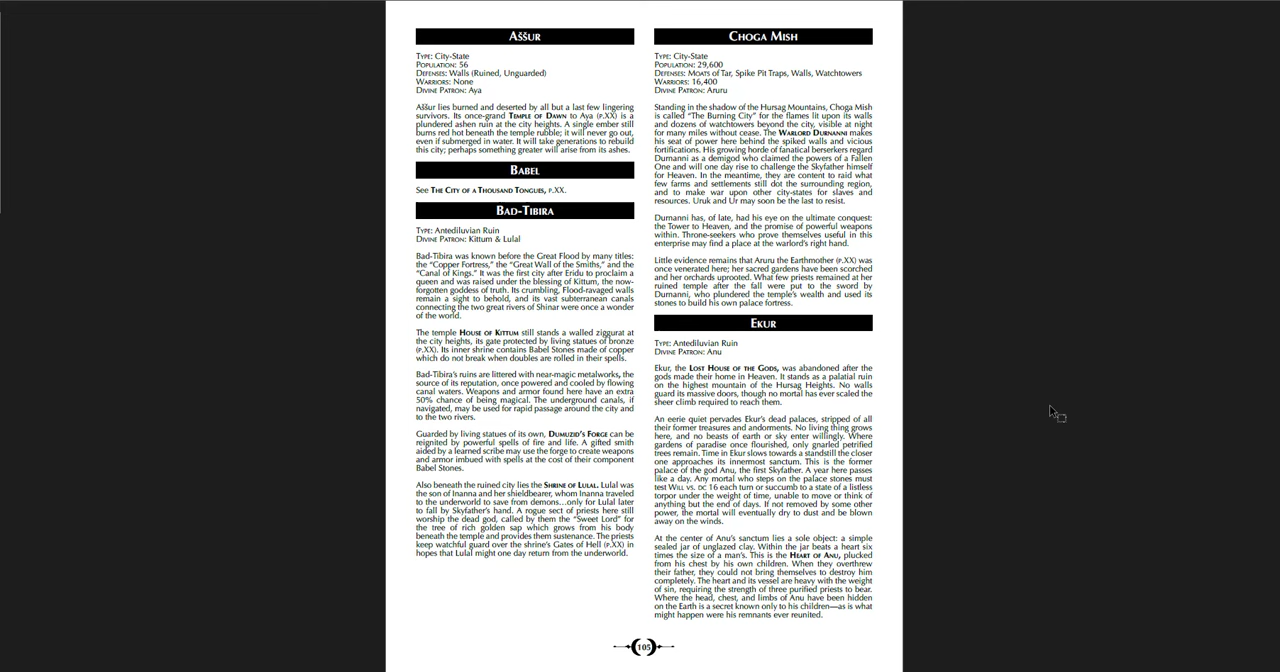 Aššur
Type: City-State
Population: 56
Defenses: Walls (Ruined, Unguarded)
Warriors: None
Divine Patron: Aya
Aššur lies burned and deserted by all but a last few lingering
survivors. Its once-grand Temple of Dawn to Aya (p.XX) is a
plundered ashen ruin at the city heights. A single ember still
burns red hot beneath the temple rubble; it will never go out,
even if submerged in water. It will take generations to rebuild
this city; perhaps something greater will arise from its ashes.
Babel
See The City of a Thousand Tongues, p.XX.
Bad-Tibira
Type: Antediluvian Ruin
Divine Patron: Kittum & Lulal
Bad-Tibira was known before the Great Flood by many titles:
the “Copper Fortress,” the “Great Wall of the Smiths,” and the
“Canal of Kings.” It was the first city after Eridu to proclaim a
queen and was raised under the blessing of Kittum, the now-
forgotten goddess of truth. Its crumbling, Flood-ravaged walls
remain a sight to behold, and its vast subterranean canals
connecting the two great rivers of Shinar were once a wonder
of the world.
The temple House of Kittum still stands a walled ziggurat at
the city heights, its gate protected by living statues of bronze
(p.XX). Its inner shrine contains Babel Stones made of copper
which do not break when doubles are rolled in their spells.
Bad-Tibira’s ruins are littered with near-magic metalworks, the
source of its reputation, once powered and cooled by flowing
canal waters. Weapons and armor found here have an extra
50% chance of being magical. The underground canals, if
navigated, may be used for rapid passage around the city and
to the two rivers.
Guarded by living statues of its own, Dumuzid’s Forge can be
reignited by powerful spells of fire and life. A gifted smith
aided by a learned scribe may use the forge to create weapons
and armor imbued with spells at the cost of their component
Babel Stones.
Also beneath the ruined city lies the Shrine of Lulal. Lulal was
the son of Inanna and her shieldbearer, whom Inanna traveled
to the underworld to save from demons…only for Lulal later
to fall by Skyfather’s hand. A rogue sect of priests here still
worship the dead god, called by them the “Sweet Lord” for
the tree of rich golden sap which grows from his body
beneath the temple and provides them sustenance. The priests
keep watchful guard over the shrine’s Gates of Hell (p.XX) in
hopes that Lulal might one day return from the underworld.
Choga Mish
Type: City-State
Population: 29,600
Defenses: Moats of Tar, Spike Pit Traps, Walls, Watchtowers
Warriors: 16,400
Divine Patron: Aruru
Standing in the shadow of the Hursag Mountains, Choga Mish
is called “The Burning City” for the flames lit upon its walls
and dozens of watchtowers beyond the city, visible at night
for many miles without cease. The Warlord Durnanni makes
his seat of power here behind the spiked walls and vicious
fortifications. His growing horde of fanatical berserkers regard
Durnanni as a demigod who claimed the powers of a Fallen
One and will one day rise to challenge the Skyfather himself
for Heaven. In the meantime, they are content to raid what
few farms and settlements still dot the surrounding region,
and to make war upon other city-states for slaves and
resources. Uruk and Ur may soon be the last to resist.
Durnanni has, of late, had his eye on the ultimate conquest:
the Tower to Heaven, and the promise of powerful weapons
within. Throne-seekers who prove themselves useful in this
enterprise may find a place at the warlord’s right hand.
Little evidence remains that Aruru the Earthmother (p.XX) was
once venerated here; her sacred gardens have been scorched
and her orchards uprooted. What few priests remained at her
ruined temple after the fall were put to the sword by
Durnanni, who plundered the temple’s wealth and used its
stones to build his own palace fortress.
Ekur
Type: Antediluvian Ruin
Divine Patron: Anu
Ekur, the Lost House of the Gods, was abandoned after the
gods made their home in Heaven. It stands as a palatial ruin
on the highest mountain of the Hursag Heights. No walls
guard its massive doors, though no mortal has ever scaled the
sheer climb required to reach them.
An eerie quiet pervades Ekur’s dead palaces, stripped of all
their former treasures and andorments. No living thing grows
here, and no beasts of earth or sky enter willingly. Where
gardens of paradise once flourished, only gnarled petrified
trees remain. Time in Ekur slows towards a standstill the closer
one approaches its innermost sanctum. This is the former
palace of the god Anu, the first Skyfather. A year here passes
like a day. Any mortal who steps on the palace stones must
test Will vs. dc 16 each turn or succumb to a state of a listless
torpor under the weight of time, unable to move or think of
anything but the end of days. If not removed by some other
power, the mortal will eventually dry to dust and be blown
away on the winds.
At the center of Anu’s sanctum lies a sole object: a simple
sealed jar of unglazed clay. Within the jar beats a heart six
times the size of a man’s. This is the Heart of Anu, plucked
from his chest by his own children. When they overthrew
their father, they could not bring themselves to destroy him
completely. The heart and its vessel are heavy with the weight
of sin, requiring the strength of three purified priests to bear.
Where the head, chest, and limbs of Anu have been hidden
on the Earth is a secret known only to his children—as is what
might happen were his remnants ever reunited.
105